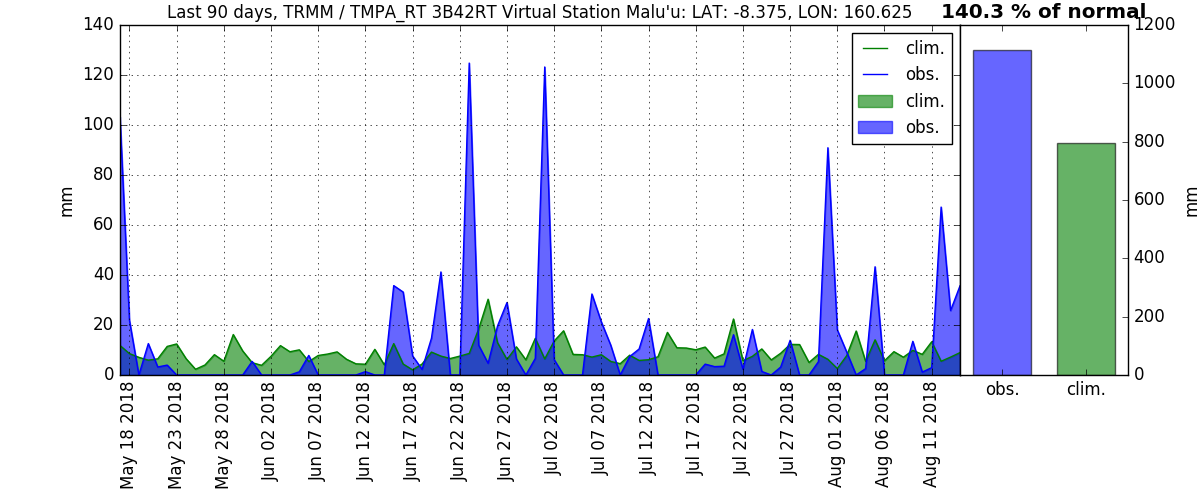 Last 90 days, TRMM / TMPA_RT 3B42RT Virtual Station Malu'u: LAT: -8.375, LON: 160.625
140.3 % of normal
140
120
100
80
60
40
20
0
mm
clim.
obs.
clim.
obs.
May 18 2018
May 23 2018
May 28 2018
Jun 02 2018
Jun 07 2018
Jun 12 2018
Jun 17 2018
Jun 22 2018
Jun 27 2018
Jul 02 2018
Jul 07 2018
Jul 12 2018
Jul 17 2018
Jul 22 2018
Jul 27 2018
Aug 01 2018
Aug 06 2018
Aug 11 2018
1200
1000
800
600
400
200
0
mm
obs.
clim.